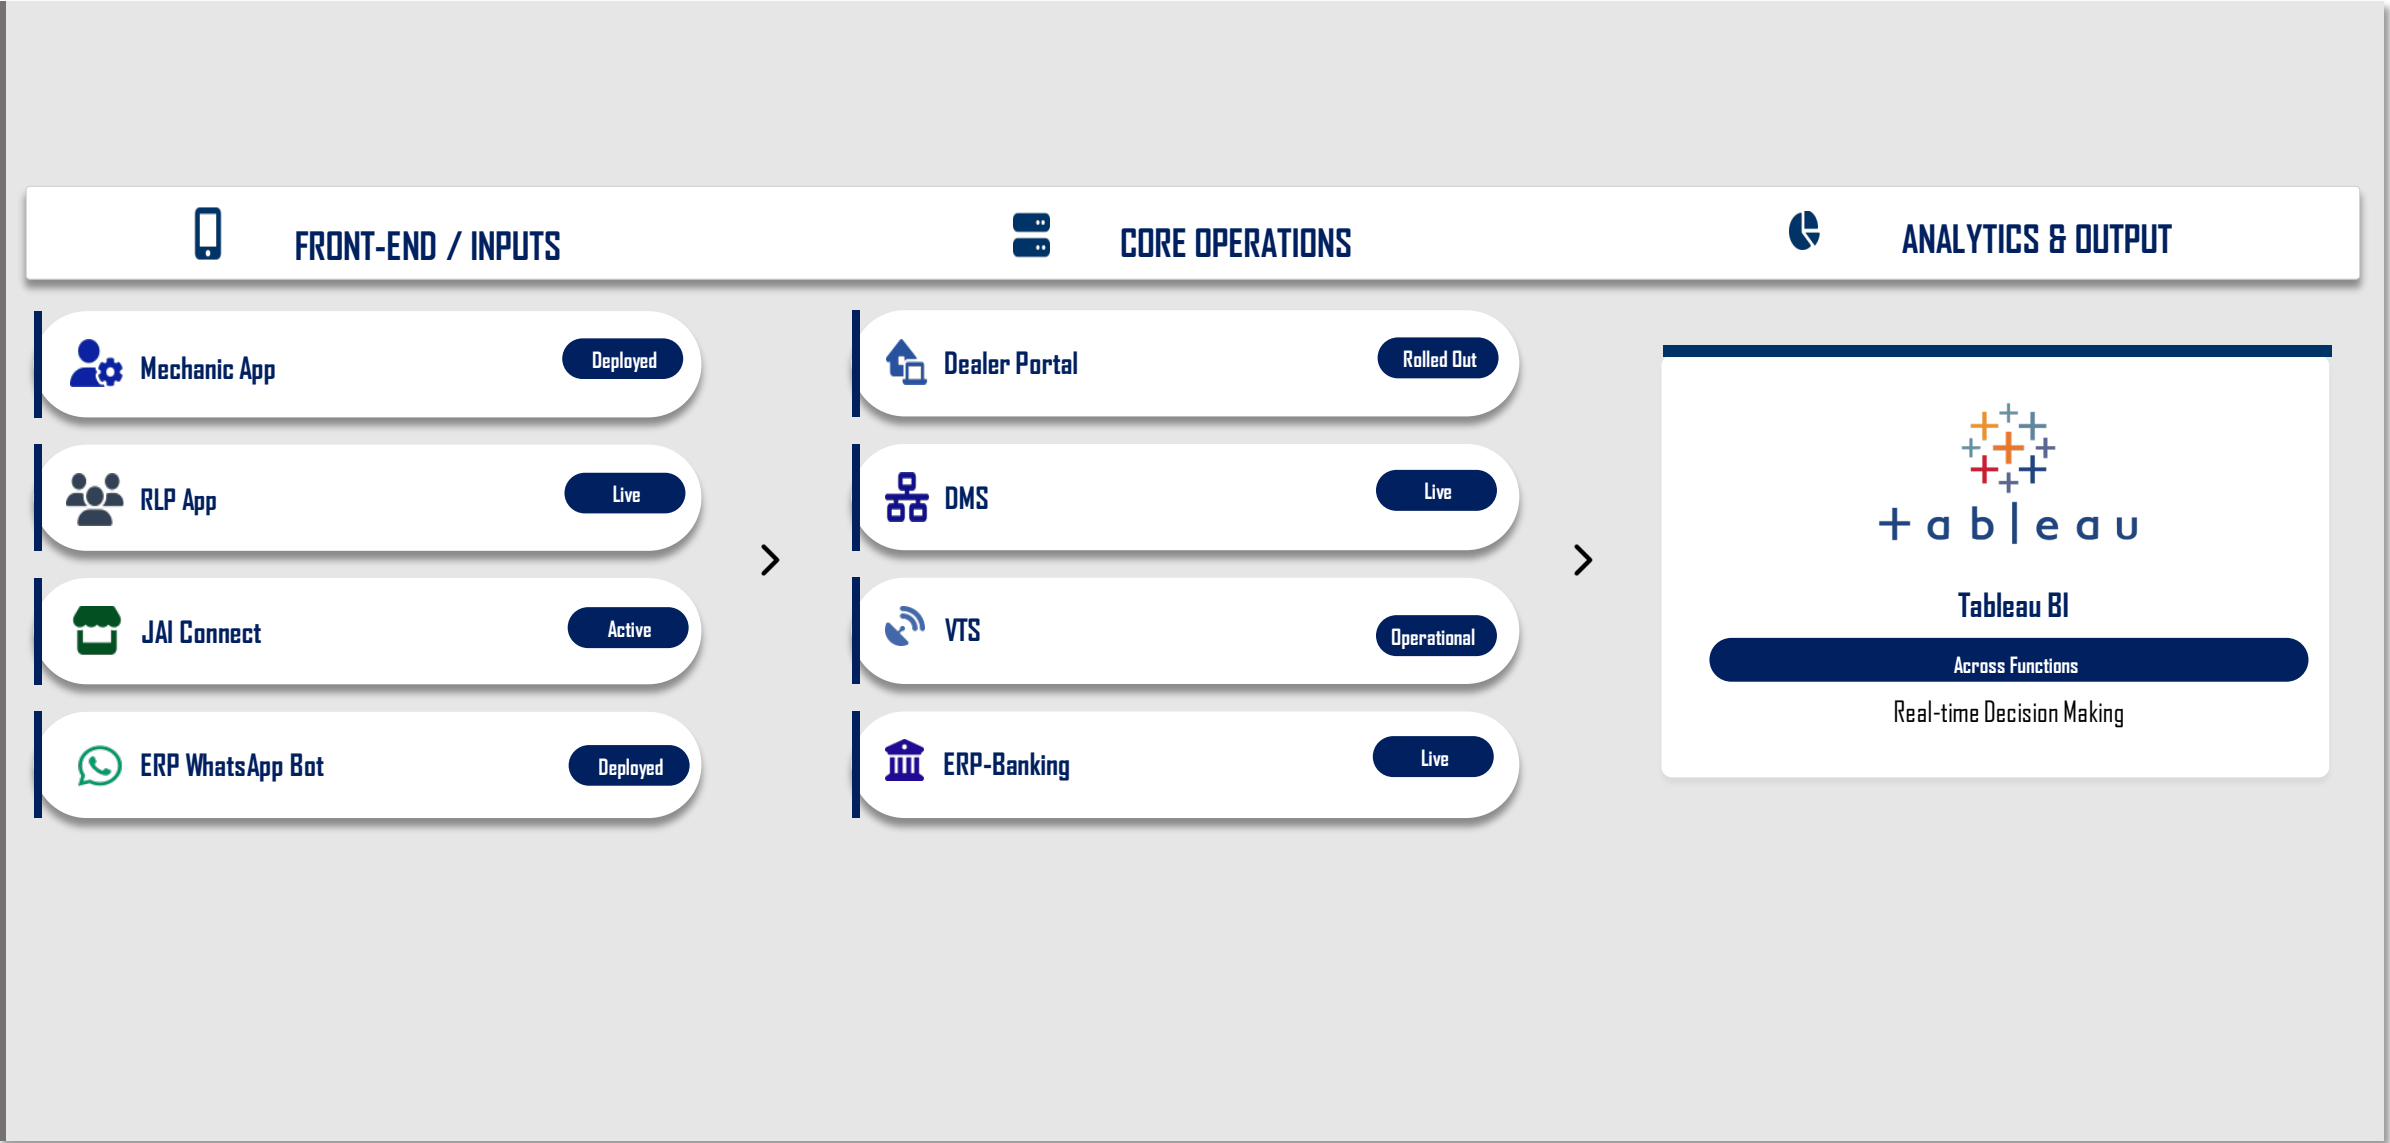 FRONT-END / INPUTS
CORE OPERATIONS
ANALYTICS & OUTPUT
Mechanic App
Deployed
RLP App
Live
JAI Connect
Active
ERP WhatsApp Bot
Deployed
Dealer Portal
Rolled Out
DMS
Live
VTS
Operational
ERP-Banking
Live
+ableau
Tableau BI
Across Functions
Real-time Decision Making